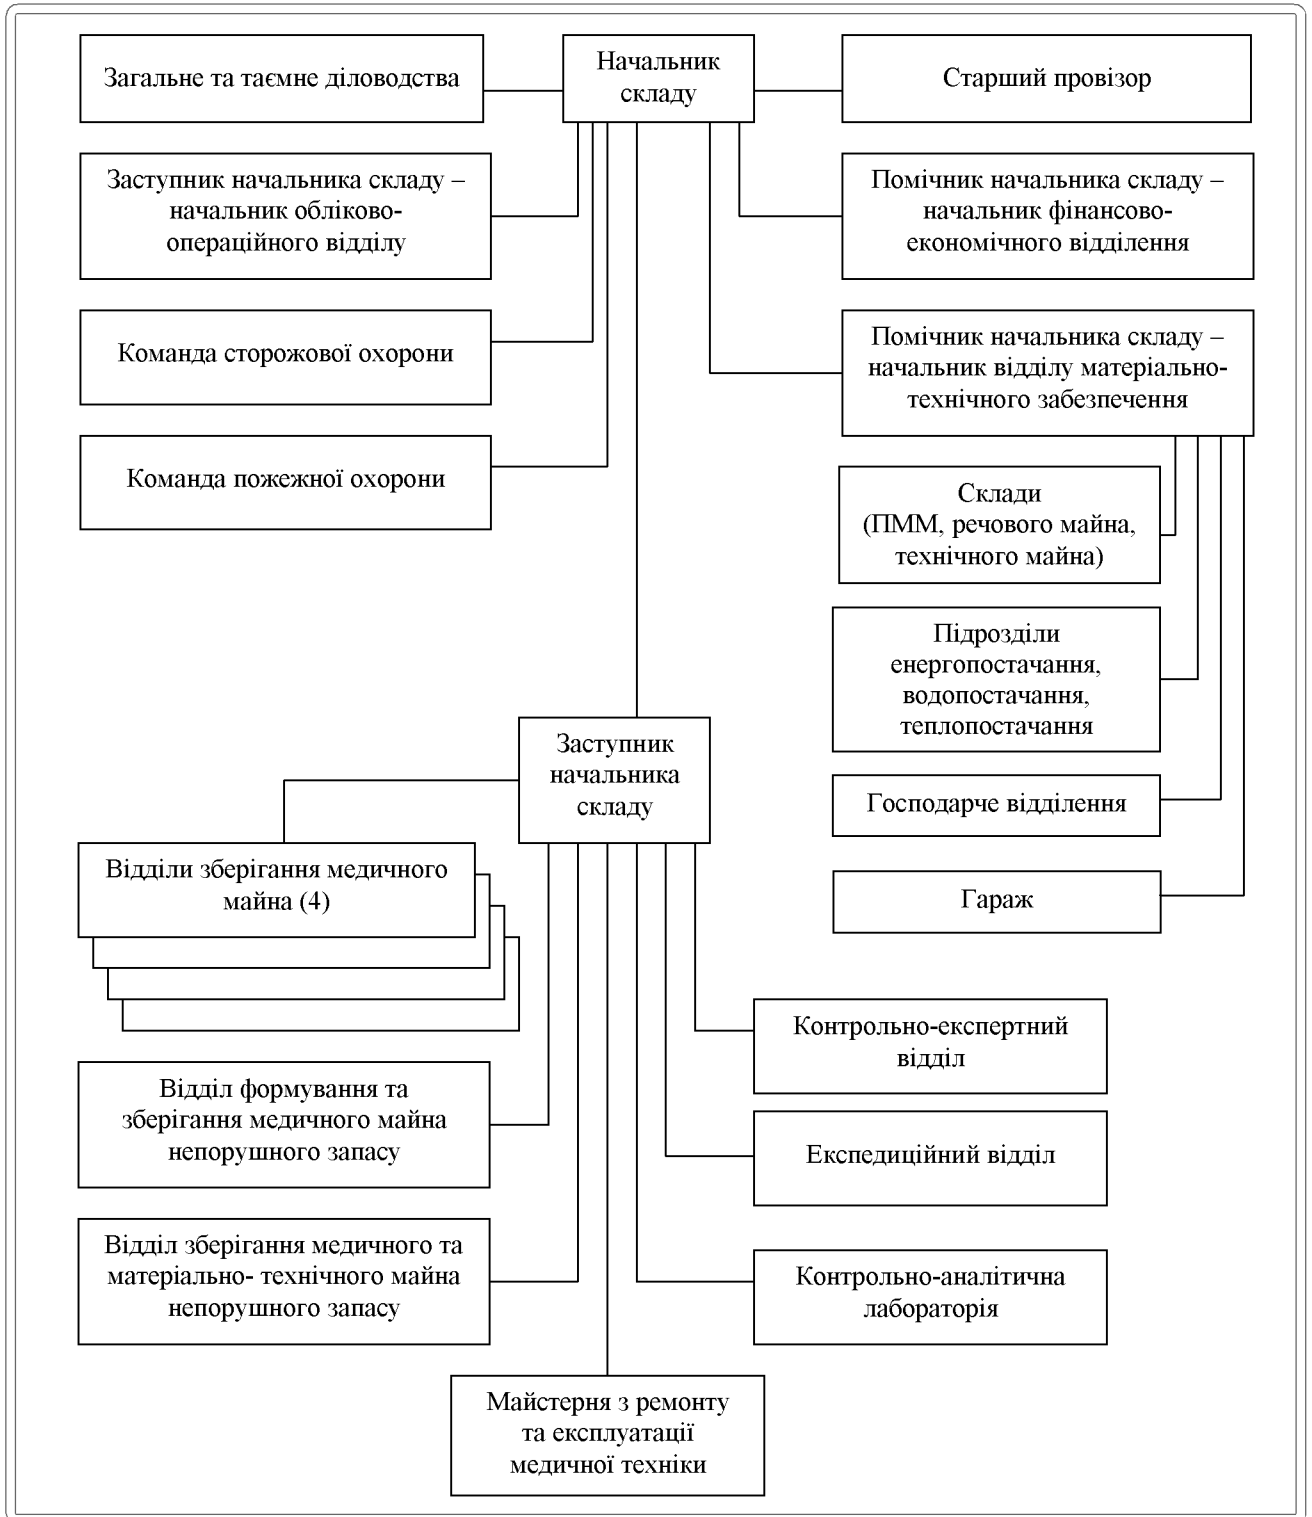 Загальне та таємне діловодства
Начальник
складу
Старший провізор
Заступник начальника складу –
начальник обліково-
операційного відділу
Помічник начальника складу –
начальник фінансово-
економічного відділення
Команда сторожової охорони
Помічник начальника складу –
начальник відділу матеріально-
технічного забезпечення
Команда пожежної охорони
Склади
(ПММ, речового майна,
технічного майна)
Підрозділи
енергопостачання,
водопостачання,
теплопостачання
Заступник
начальника
складу
Господарче відділення
Відділи зберігання медичного
майна (4)
Гараж
Контрольно-експертний
відділ
Відділ формування та
зберігання медичного майна
непорушного запасу
Експедиційний відділ
Відділ зберігання медичного та
матеріально- технічного майна
непорушного запасу
Контрольно-аналітична
лабораторія
Майстерня з ремонту
та експлуатації
медичної техніки